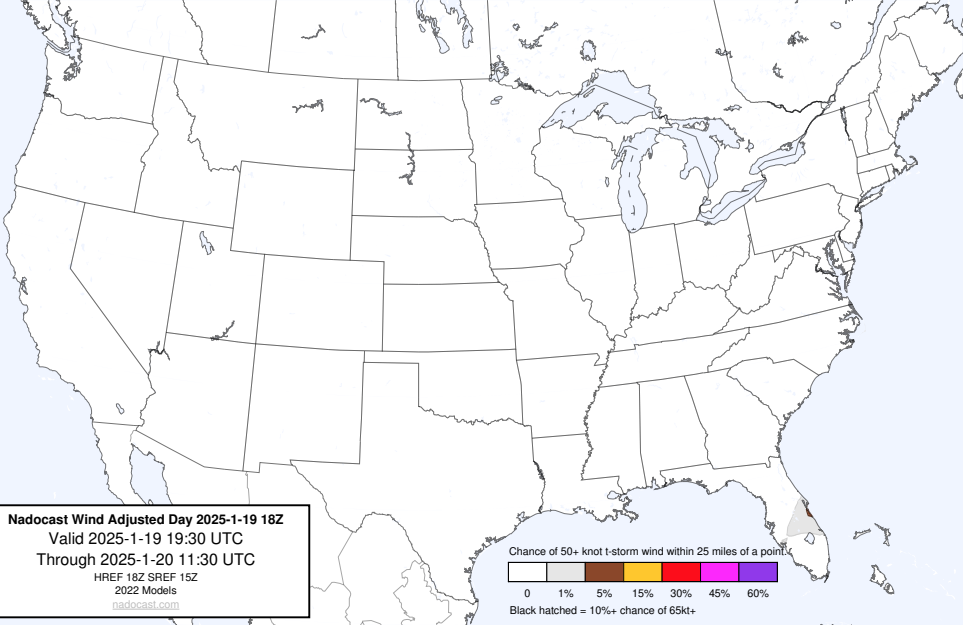 Nadocast Wind Adjusted Day 2025-1-19 18Z
Valid 2025-1-19 19:30 UTC
Through 2025-1-20 11:30 UTC
HREF 18Z SREF 15Z
2022 Models
nadocast.com
Chance of 50+ knot t-storm wind within 25 miles of a point.
0 1% 5% 15% 30% 45% 60%
Black hatched = 10%+ chance of 65kt+